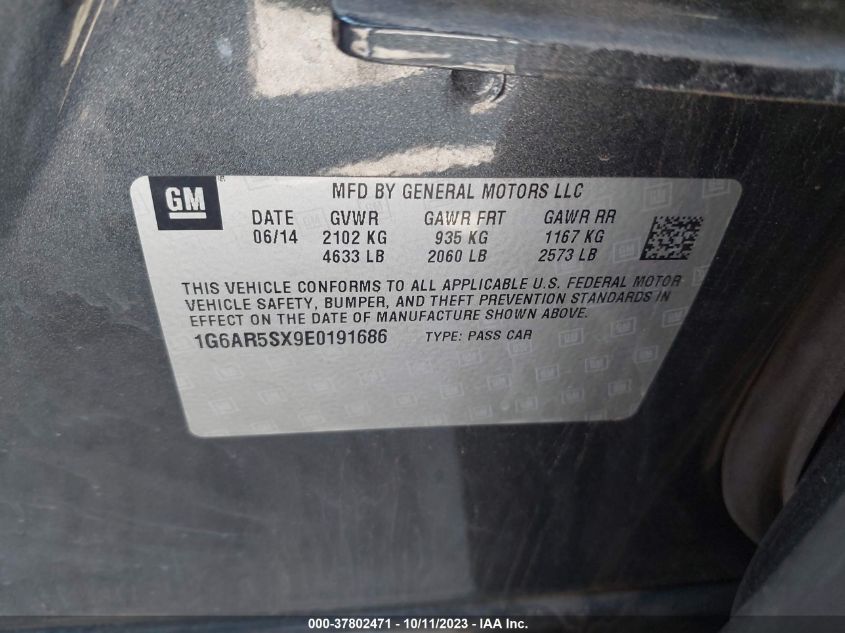 GM
MFD BY GENERAL MOTORS LLC
DATE GVWR GAWR FRT GAWR RR
06/14 2102 KG 935 KG 1167 KG
4633 LB 2060 LB 2573 LB
THIS VEHICLE CONFORMS TO ALL APPLICABLE U.S. FEDERAL MOTOR
VEHICLE SAFETY, BUMPER, AND THEFT PREVENTION STANDARDS IN
EFFECT ON THE DATE OF MANUFACTURE SHOWN ABOVE.
1G6AR5SX9E0191686 TYPE: PASS CAR
000-37802471 - 10/11/2023 - IAA Inc.